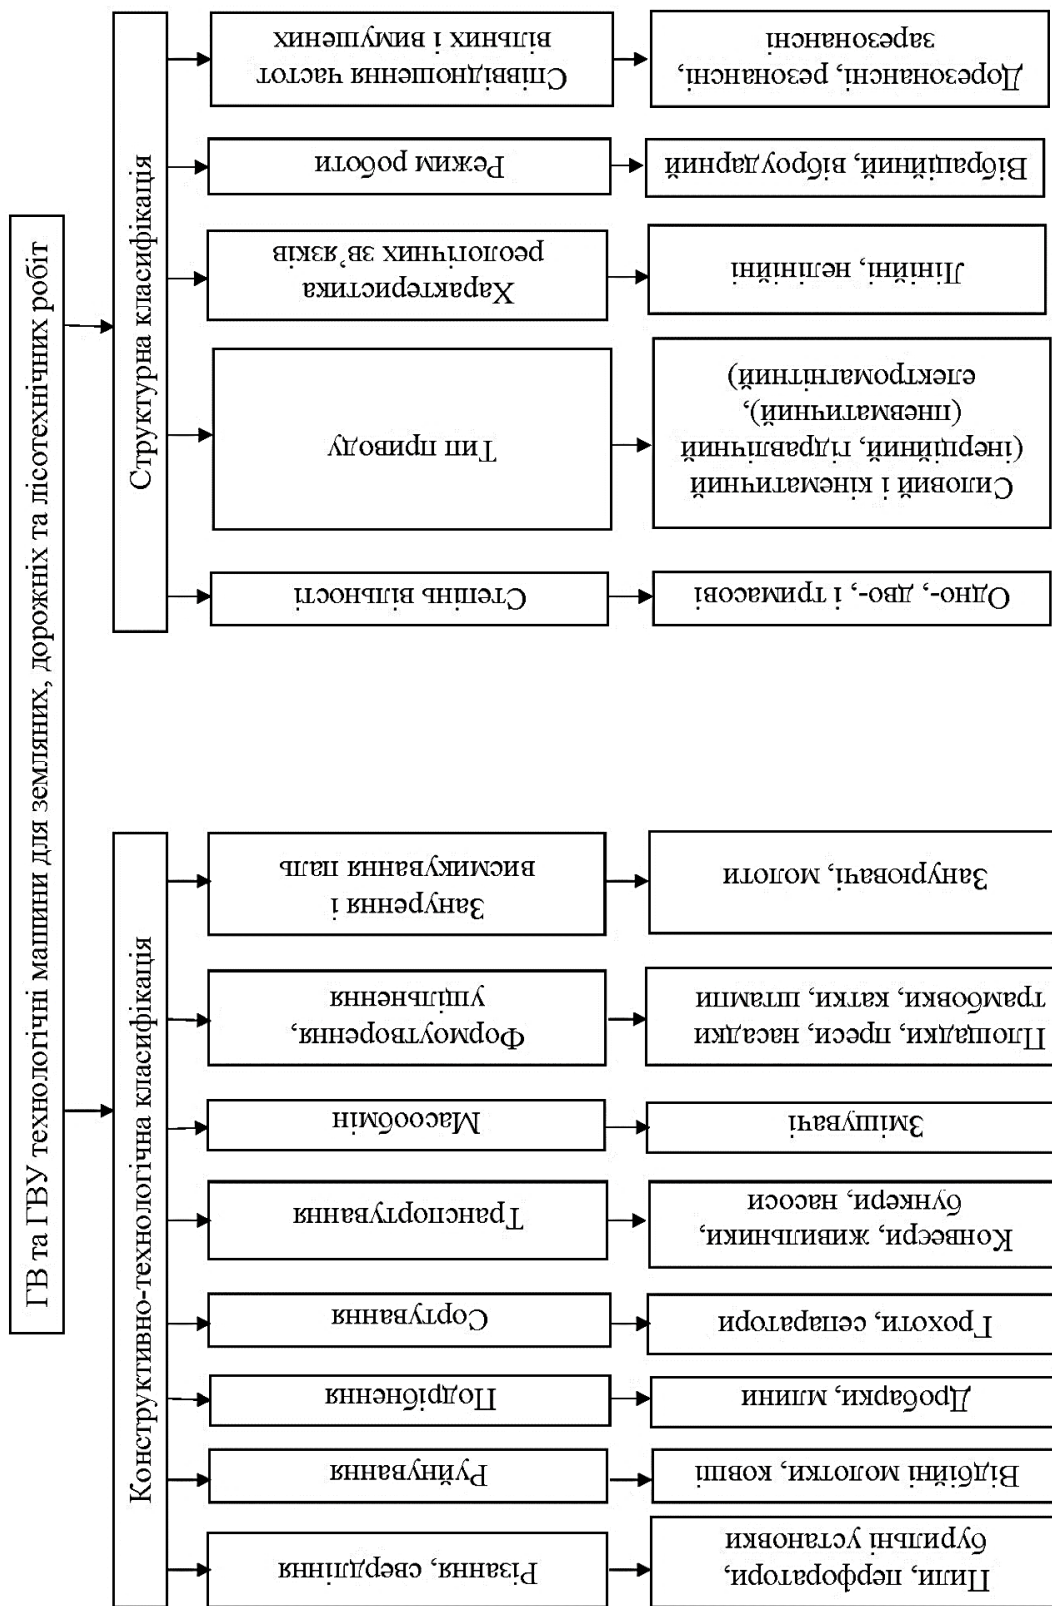 ГВ та ГВУ технологічні машини для земляних, дорожніх та лісотехнічних робіт
Конструктивно-технологічна класифікація
Різання, свердління
Пили, перфоратори,
бурильні установки
Руйнування
Відбійні молотки, ковші
Подрібнення
Дробарки, млини
Сортування
Грохоти, сепаратори
Транспортування
Конвеєри, живильники,
бункери, насоси
Масообмін
Змішувачі
Формоутворення,
ущільнення
Площадки, преси, насадки
трамбовки, катки, штампи
Занурення і
висмикування паль
Занурювачі, молоти
Структурна класифікація
Степінь вільності
Одно-, дво-, і тримасові
Тип приводу
Силовий і кінематичний
(інерційний, гідравлічний
(пневматичний),
електромагнітний)
Характеристика
реологічних зв’язків
Лінійні, нелінійні
Режим роботи
Вібраційний, віброударний
Співвідношення частот
вільних і вимушених
Дорезонансні, резонансні,
зарезонансні